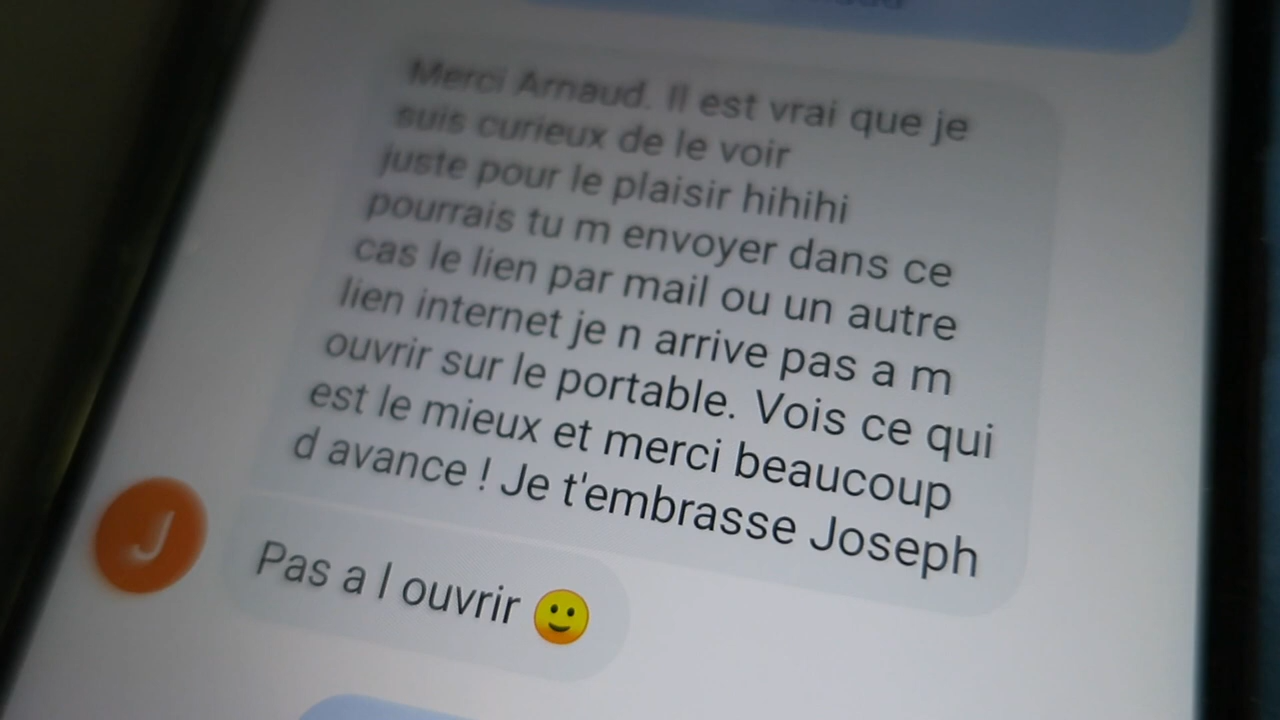 Merci Arnaud. Il est vrai que je
suis curieux de le voir
juste pour le plaisir hihihi
pourrais tu m envoyer dans ce
cas le lien par mail ou un autre
lien internet je n arrive pas a m
ouvrir sur le portable. Vois ce qui
est le mieux et merci beaucoup
d avance ! Je t'embrasse Joseph
J
Pas a l ouvrir 🙂